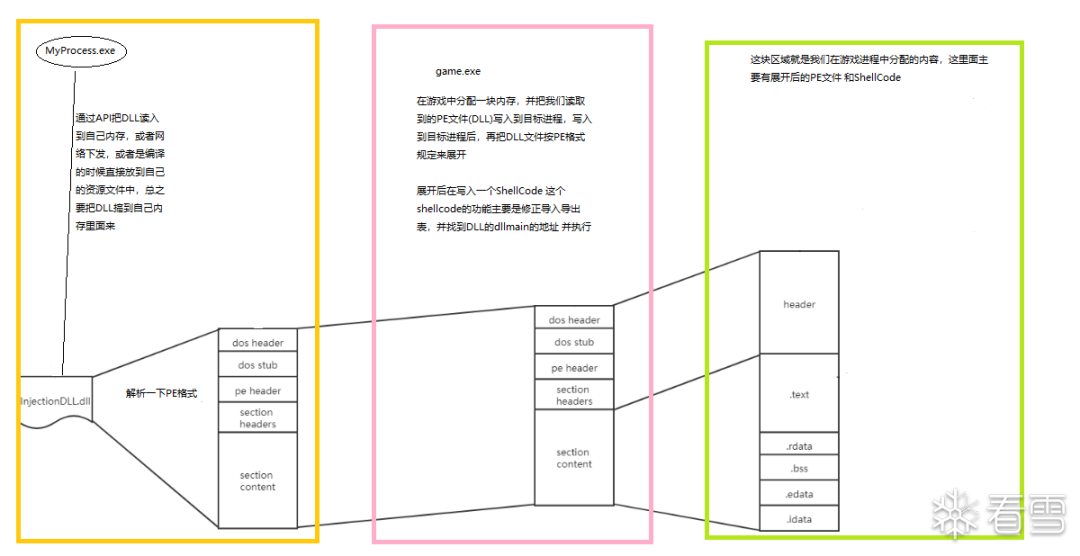 MyProcess.exe
通过API把DLL读入
到自己内存，或者网
络下发，或者是编译
的时候直接放到自己
的资源文件中，总之
要把DLL搞到自己内
存里面来
InjectionDLL.dll
解析一下PE格式
dos header
dos stub
pe header
section
headers
section
content
game.exe
在游戏中分配一块内存，并把我们读取
到的PE文件(DLL)写入到目标进程，写入
到目标进程后，再把DLL文件按PE格式
规定来展开
展开后在写入一个ShellCode 这个
shellcode的功能主要是修正导入导出
表，并找到DLL的dllmain的地址 并执行
dos header
dos stub
pe header
section
headers
section
content
这块区域就是我们在游戏进程中分配的内容，这里面主
要有展开后的PE文件 和ShellCode
header
.text
.rdata
.bss
.edata
.idata
看雪